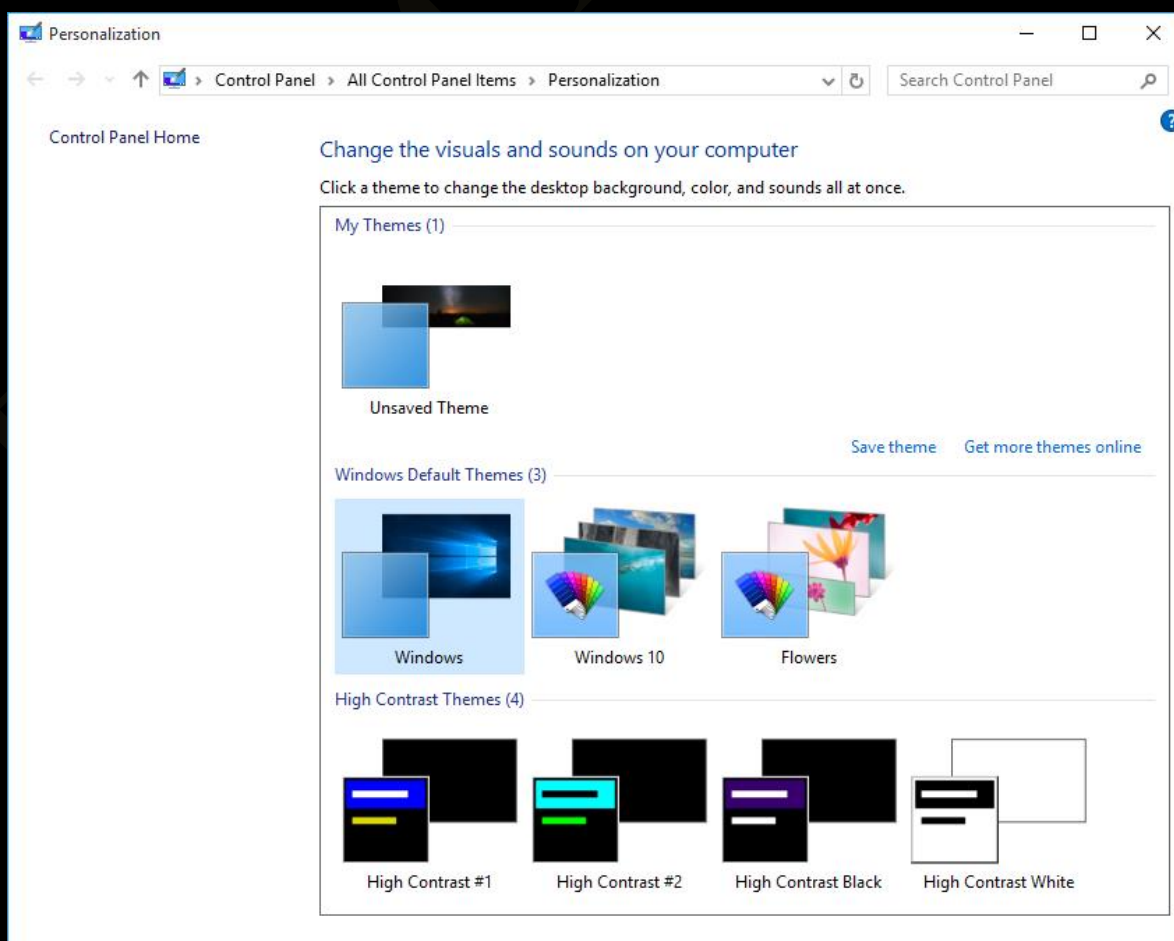 Personalization
Control Panel > All Control Panel Items > Personalization
Search Control Panel
?
Control Panel Home
Change the visuals and sounds on your computer
Click a theme to change the desktop background, color, and sounds all at once.
My Themes (1)
Unsaved Theme
Save theme Get more themes online
Windows Default Themes (3)
Windows Windows 10 Flowers
High Contrast Themes (4)
High Contrast #1 High Contrast #2 High Contrast Black High Contrast White